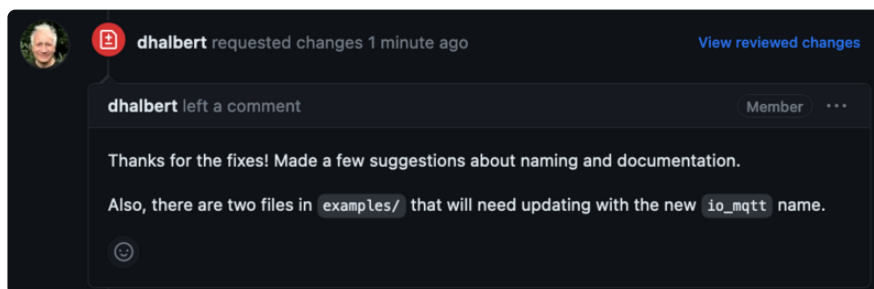 dhalbert requested changes 1 minute ago
View reviewed changes
dhalbert left a comment
Member
Thanks for the fixes! Made a few suggestions about naming and documentation.
Also, there are two files in examples/ that will need updating with the new io_mqtt name.